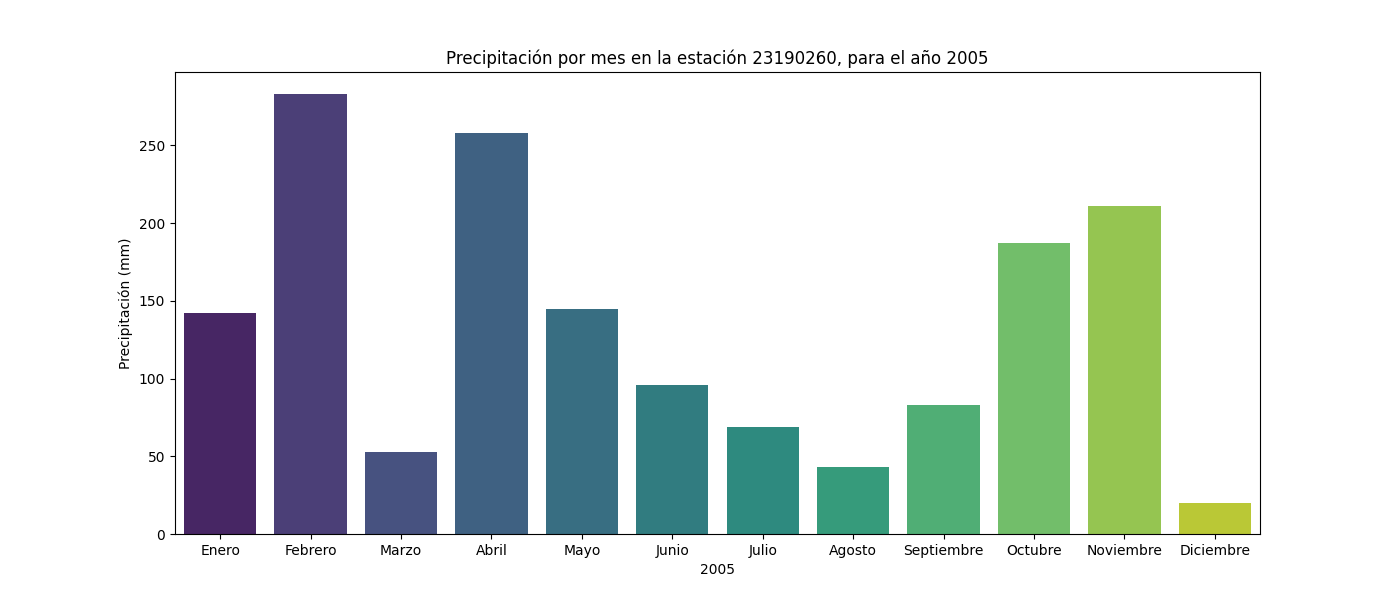 Precipitación por mes en la estación 23190260, para el año 2005
Precipitación (mm)
250
200
150
100
50
0
Enero Febrero Marzo Abril Mayo Junio Julio Agosto Septiembre Octubre Noviembre Diciembre
2005